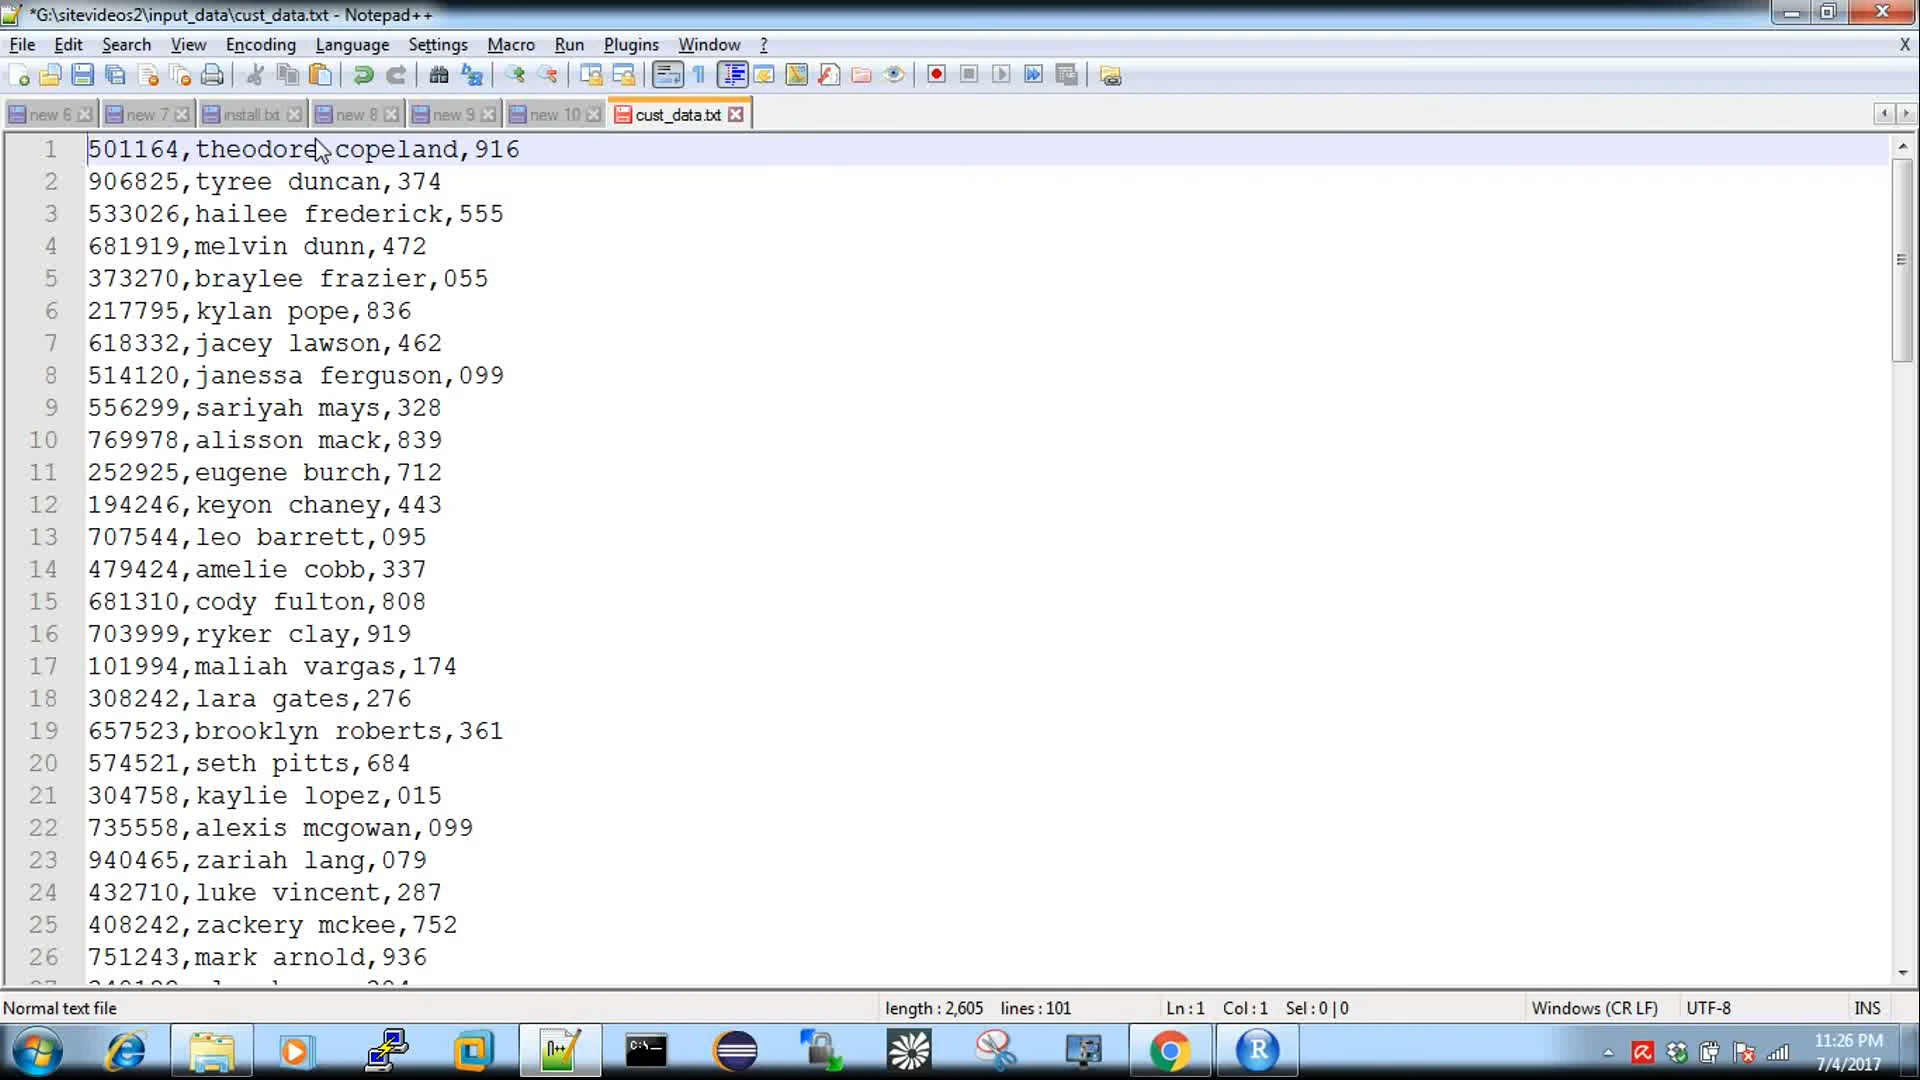 *G:\sitevideos2\input_data\cust_data.txt - Notepad++
File Edit Search View Encoding Language Settings Macro Run Plugins Window ? X
new 6 new 7 install.txt new 8 new 9 new 10 cust_data.txt
1 501164,theodore copeland,916
2 906825,tyree duncan,374
3 533026,hailee frederick,555
4 681919,melvin dunn,472
5 373270,braylee frazier,055
6 217795,kylan pope,836
7 618332,jacey lawson,462
8 514120,janessa ferguson,099
9 556299,sariyah mays,328
10 769978,alisson mack,839
11 252925,eugene burch,712
12 194246,keyon chaney,443
13 707544,leo barrett,095
14 479424,amelie cobb,337
15 681310,cody fulton,808
16 703999,ryker clay,919
17 101994,maliah vargas,174
18 308242,lara gates,276
19 657523,brooklyn roberts,361
20 574521,seth pitts,684
21 304758,kaylie lopez,015
22 735558,alexis mcgowan,099
23 940465,zariah lang,079
24 432710,luke vincent,287
25 408242,zackery mckee,752
26 751243,mark arnold,936
Normal text file length : 2,605 lines : 101 Ln : 1 Col : 1 Sel : 0 | 0 Windows (CR LF) UTF-8 INS
11:26 PM
7/4/2017